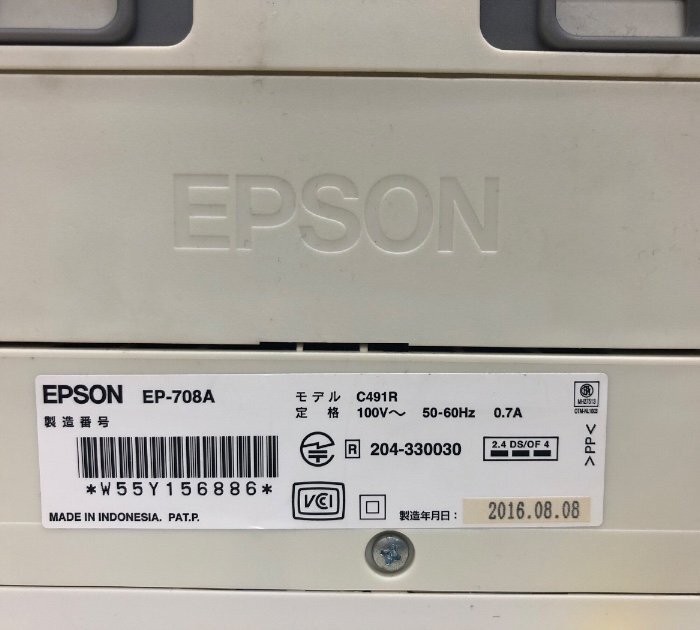 EPSON
EPSON EP-708A
モデル C491R
定格 100V～ 50-60Hz 0.7A
製造番号
*W55Y156886*
R 204-330030
2.4 DS/OF 4
>PP<
VCCI
MADE IN INDONESIA. PAT.P.
製造年月日：2016.08.08